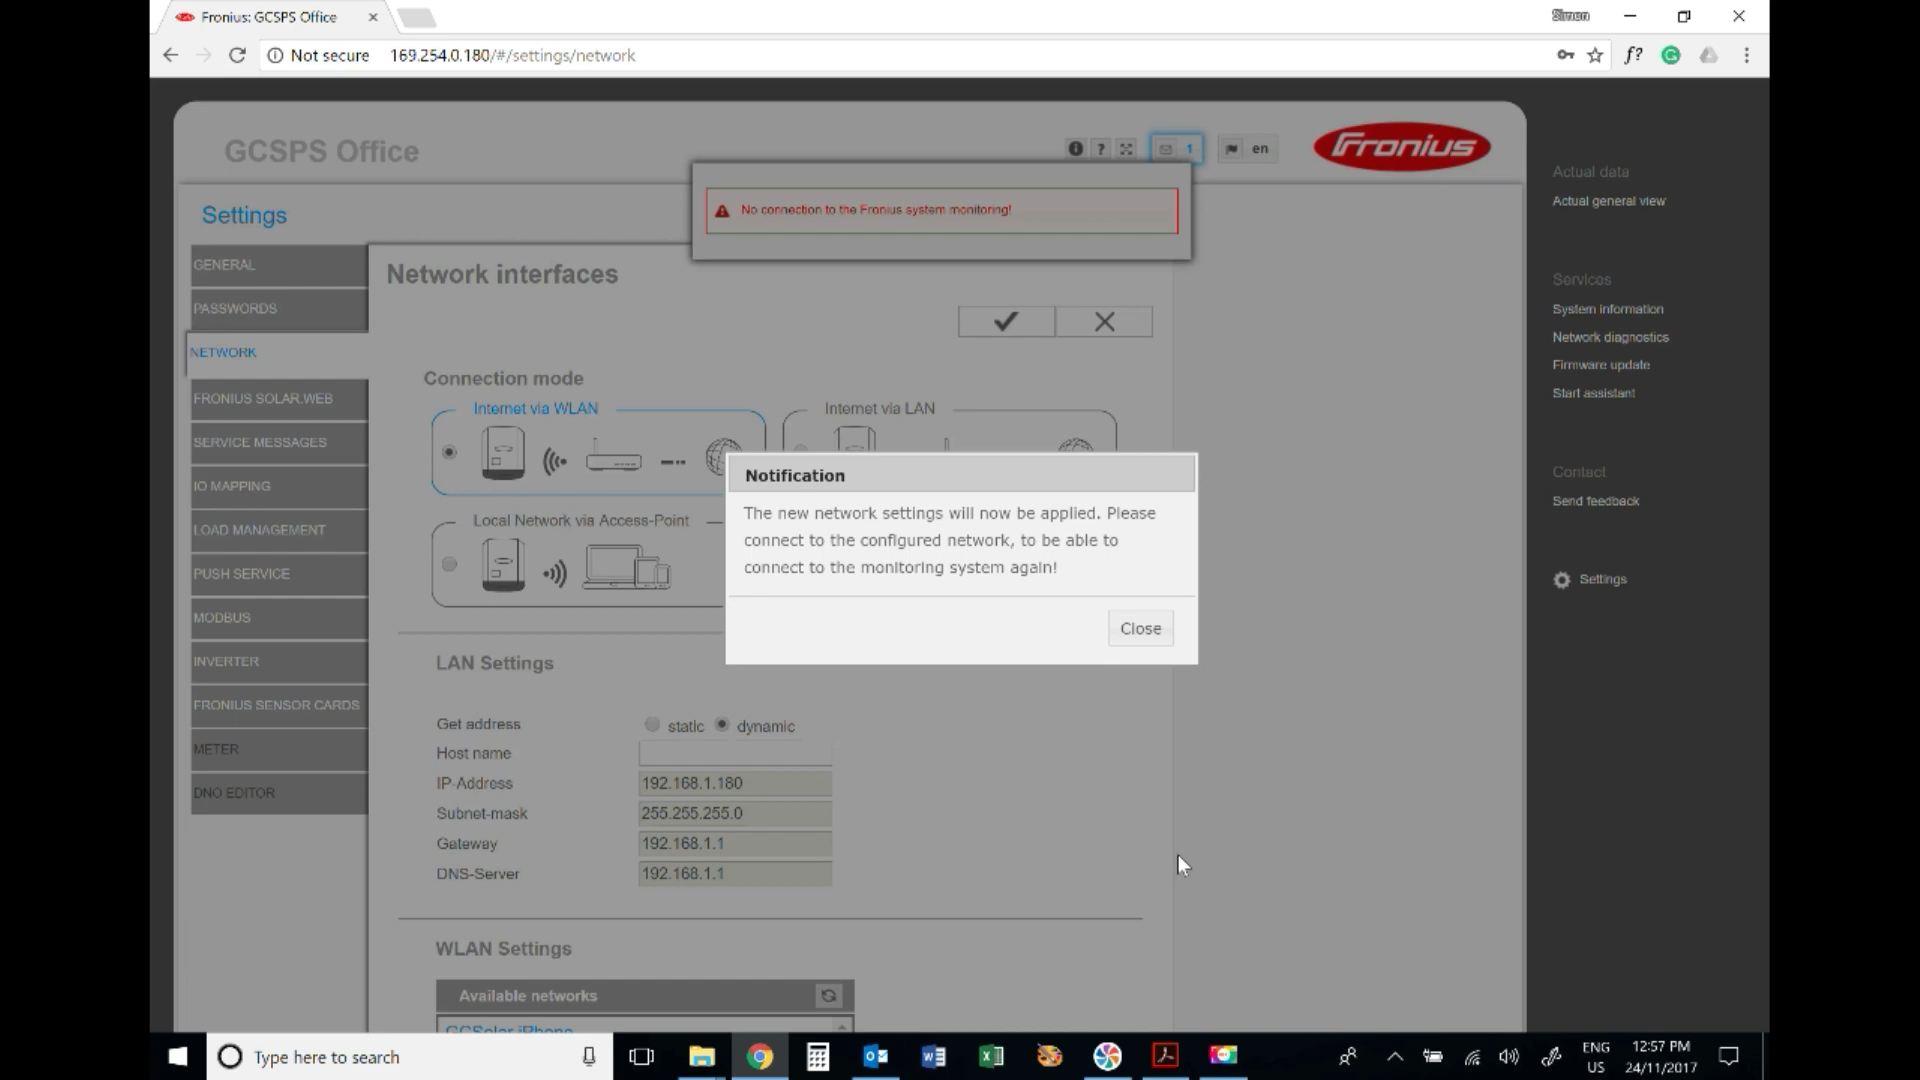 Fronius: GCSPS Office
Simon
Not secure 169.254.0.180/#/settings/network
f?
GCSPS Office
1
en
Fronius
No connection to the Fronius system monitoring!
Settings
GENERAL
PASSWORDS
NETWORK
FRONIUS SOLAR.WEB
SERVICE MESSAGES
IO MAPPING
LOAD MANAGEMENT
PUSH SERVICE
MODBUS
INVERTER
FRONIUS SENSOR CARDS
METER
DNO EDITOR
Network interfaces
Connection mode
Internet via WLAN
Internet via LAN
Local Network via Access-Point
Notification
The new network settings will now be applied. Please
connect to the configured network, to be able to
connect to the monitoring system again!
Close
LAN Settings
Get address static dynamic
Host name
IP-Address 192.168.1.180
Subnet-mask 255.255.255.0
Gateway 192.168.1.1
DNS-Server 192.168.1.1
WLAN Settings
Available networks
GCSolar iPhone
Actual data
Actual general view
Services
System information
Network diagnostics
Firmware update
Start assistant
Contact
Send feedback
Settings
Type here to search
ENG
US
12:57 PM
24/11/2017